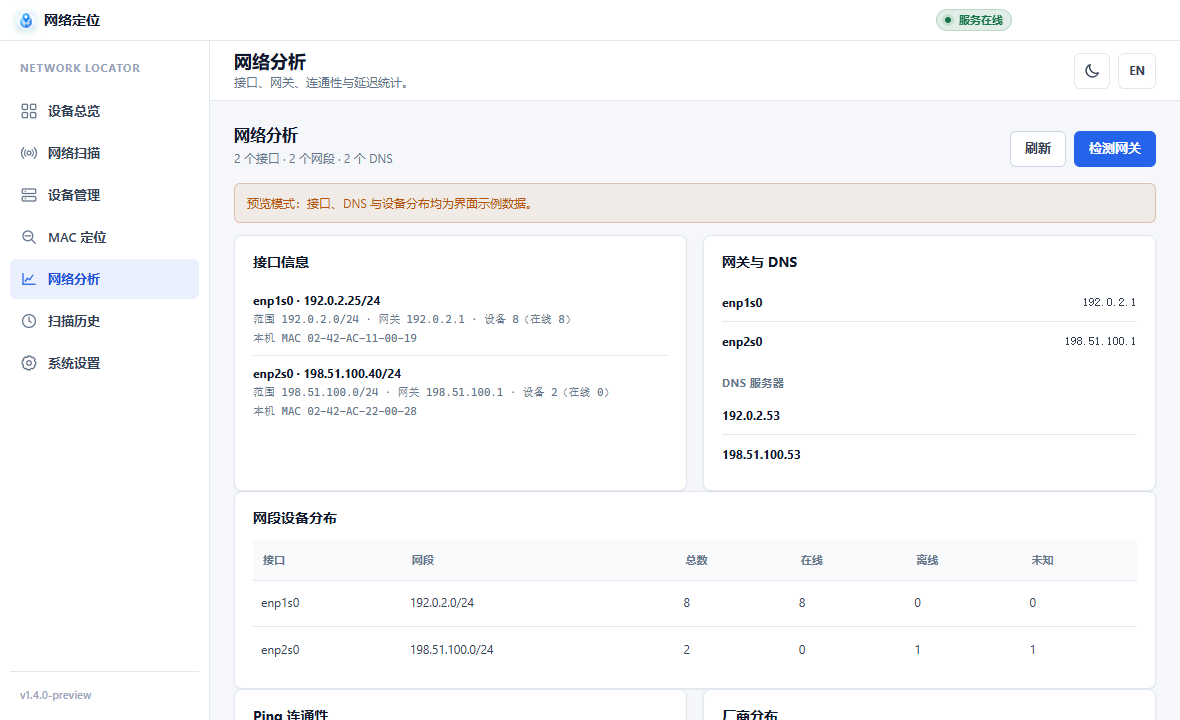 网络定位
服务在线
NETWORK LOCATOR
设备总览
网络扫描
设备管理
MAC 定位
网络分析
扫描历史
系统设置
v1.4.0-preview
网络分析
接口、网关、连通性与延迟统计。
EN
网络分析
2 个接口 · 2 个网段 · 2 个 DNS
刷新
检测网关
预览模式：接口、DNS 与设备分布均为界面示例数据。
接口信息
enp1s0 · 192.0.2.25/24
范围 192.0.2.0/24 · 网关 192.0.2.1 · 设备 8（在线 8）
本机 MAC 02-42-AC-11-00-19
enp2s0 · 198.51.100.40/24
范围 198.51.100.0/24 · 网关 198.51.100.1 · 设备 2（在线 0）
本机 MAC 02-42-AC-22-00-28
网关与 DNS
enp1s0 192.0.2.1
enp2s0 198.51.100.1
DNS 服务器
192.0.2.53
198.51.100.53
网段设备分布
接口 网段 总数 在线 离线 未知
enp1s0 192.0.2.0/24 8 8 0 0
enp2s0 198.51.100.0/24 2 0 1 1
Ping 连通性
厂商分布